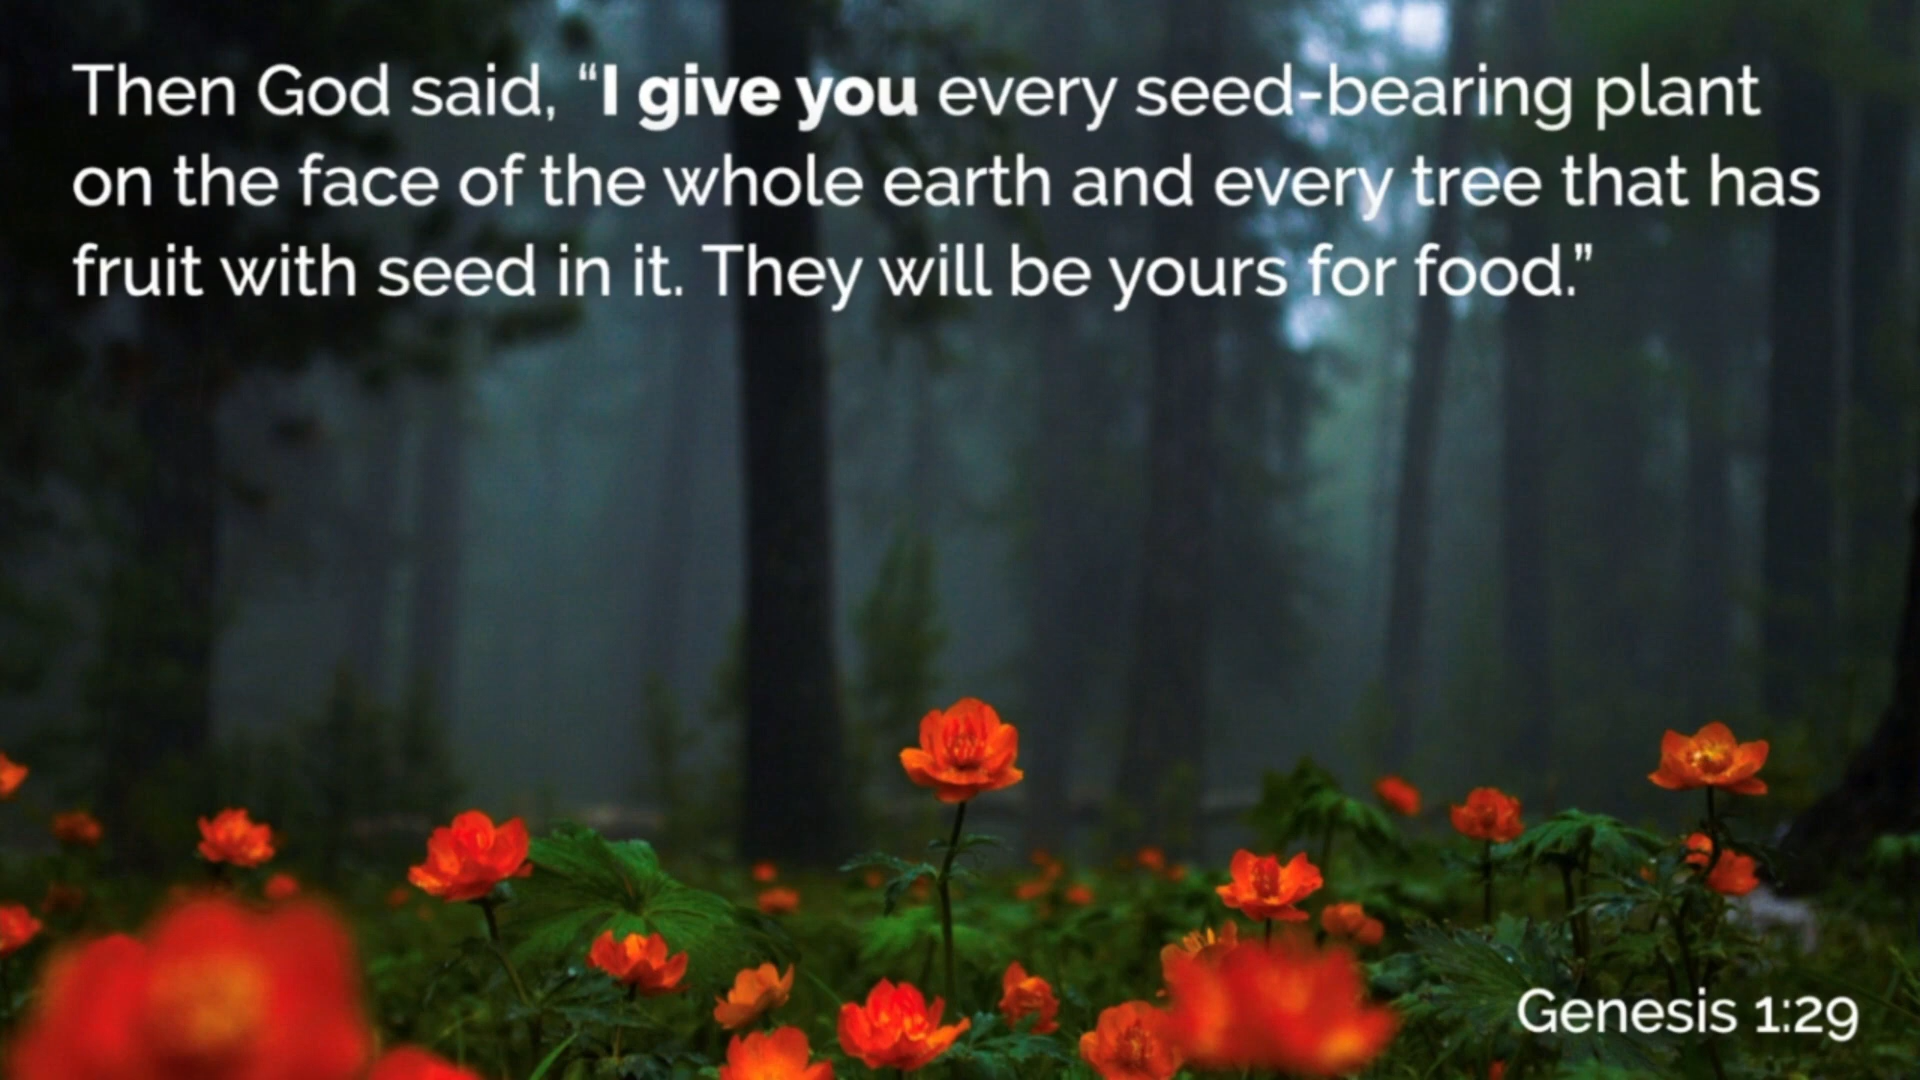 Then God said, “I give you every seed-bearing plant
on the face of the whole earth and every tree that has
fruit with seed in it. They will be yours for food.”
Genesis 1:29